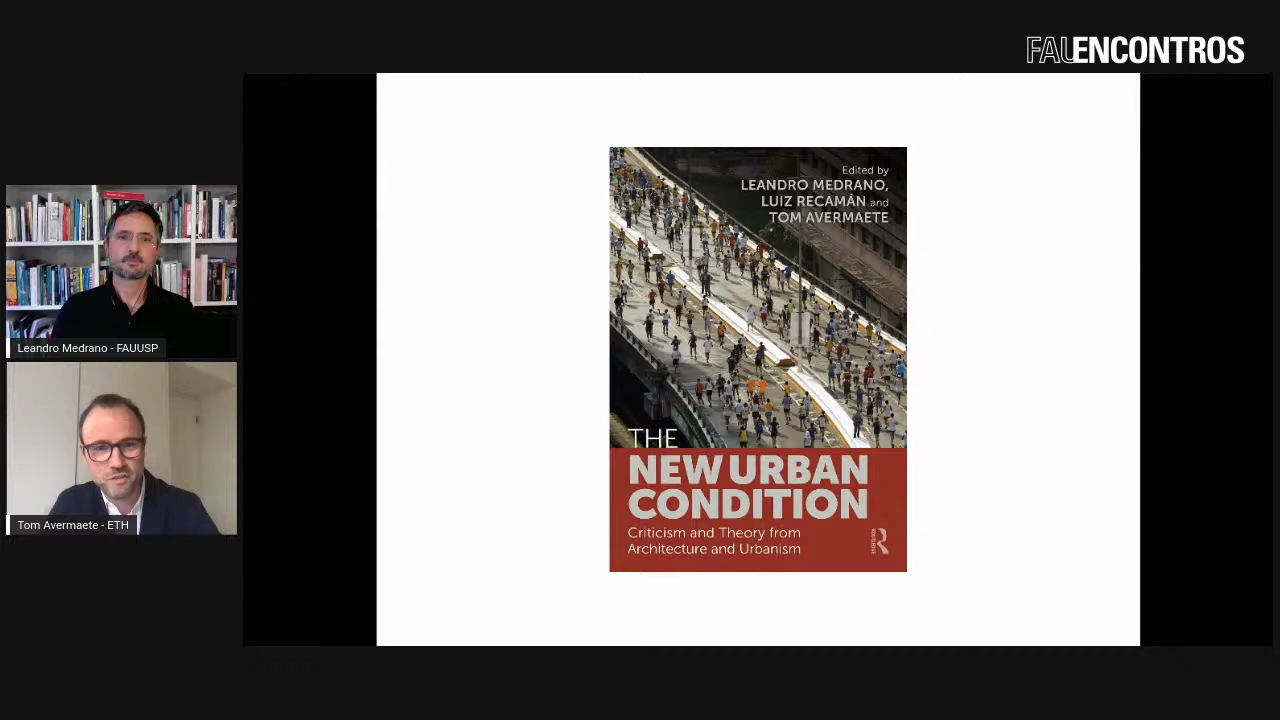 FAUENCONTROS
Edited by
LEANDRO MEDRANO,
LUIZ RECAMÁN and
TOM AVERMAETE
THE
NEW URBAN
CONDITION
Criticism and Theory from
Architecture and Urbanism
ROUTLEDGE
Leandro Medrano - FAUUSP
Tom Avermaete - ETH